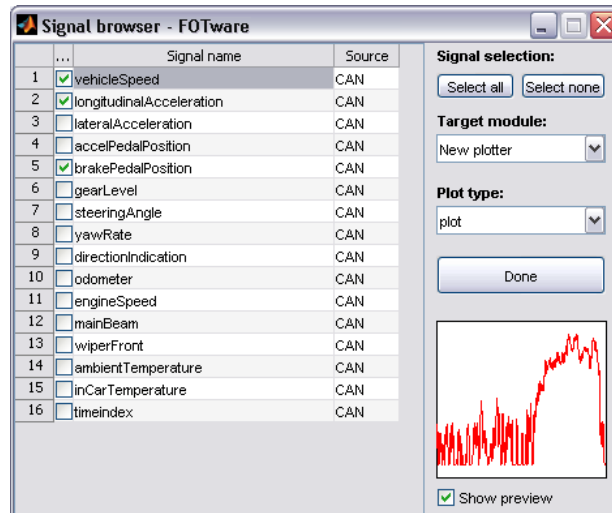 Signal browser - FOTware
... Signal name Source
1 vehicleSpeed CAN
2 longitudinalAcceleration CAN
3 lateralAcceleration CAN
4 accelPedalPosition CAN
5 brakePedalPosition CAN
6 gearLevel CAN
7 steeringAngle CAN
8 yawRate CAN
9 directionIndication CAN
10 odometer CAN
11 engineSpeed CAN
12 mainBeam CAN
13 wiperFront CAN
14 ambientTemperature CAN
15 inCarTemperature CAN
16 timeindex CAN
Signal selection:
Select all Select none
Target module:
New plotter
Plot type:
plot
Done
Show preview